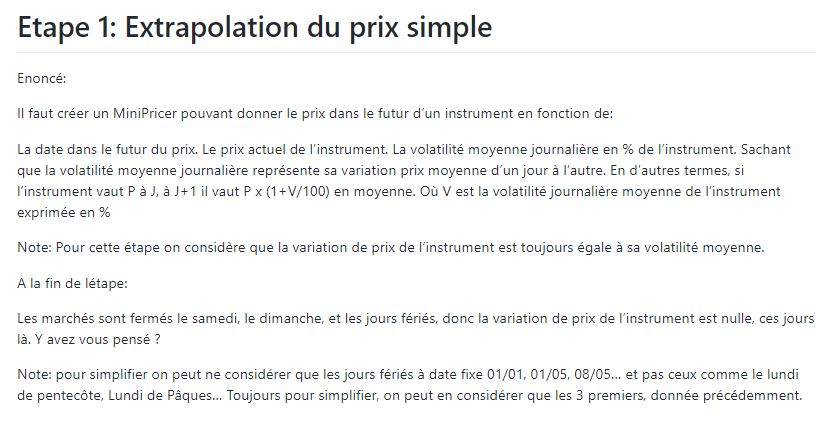 Etape 1: Extrapolation du prix simple
Enoncé:
Il faut créer un MiniPricer pouvant donner le prix dans le futur d’un instrument en fonction de:
La date dans le futur du prix. Le prix actuel de l’instrument. La volatilité moyenne journalière en % de l’instrument. Sachant
que la volatilité moyenne journalière représente sa variation prix moyenne d’un jour à l’autre. En d’autres termes, si
l’instrument vaut P à J, à J+1 il vaut P x (1+V/100) en moyenne. Où V est la volatilité journalière moyenne de l’instrument
exprimée en %
Note: Pour cette étape on considère que la variation de prix de l’instrument est toujours égale à sa volatilité moyenne.
A la fin de létape:
Les marchés sont fermés le samedi, le dimanche, et les jours fériés, donc la variation de prix de l’instrument est nulle, ces jours
là. Y avez vous pensé ?
Note: pour simplifier on peut ne considérer que les jours fériés à date fixe 01/01, 01/05, 08/05... et pas ceux comme le lundi
de pentecôte, Lundi de Pâques... Toujours pour simplifier, on peut en considérer que les 3 premiers, donnée précédemment.